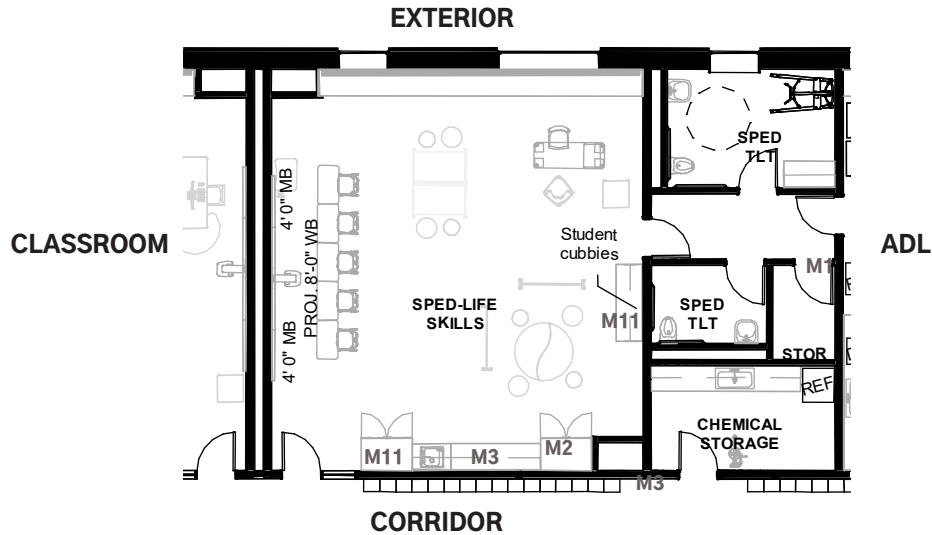 EXTERIOR
SPED
TLT
4' 0" MB
PROJ. 8'-0" WB
4' 0" MB
CLASSROOM
Student
cubbies
ADL
M1
SPED-LIFE
SKILLS
M11
SPED
TLT
STOR
REF
CHEMICAL
STORAGE
M11
M3
M2
M3
CORRIDOR